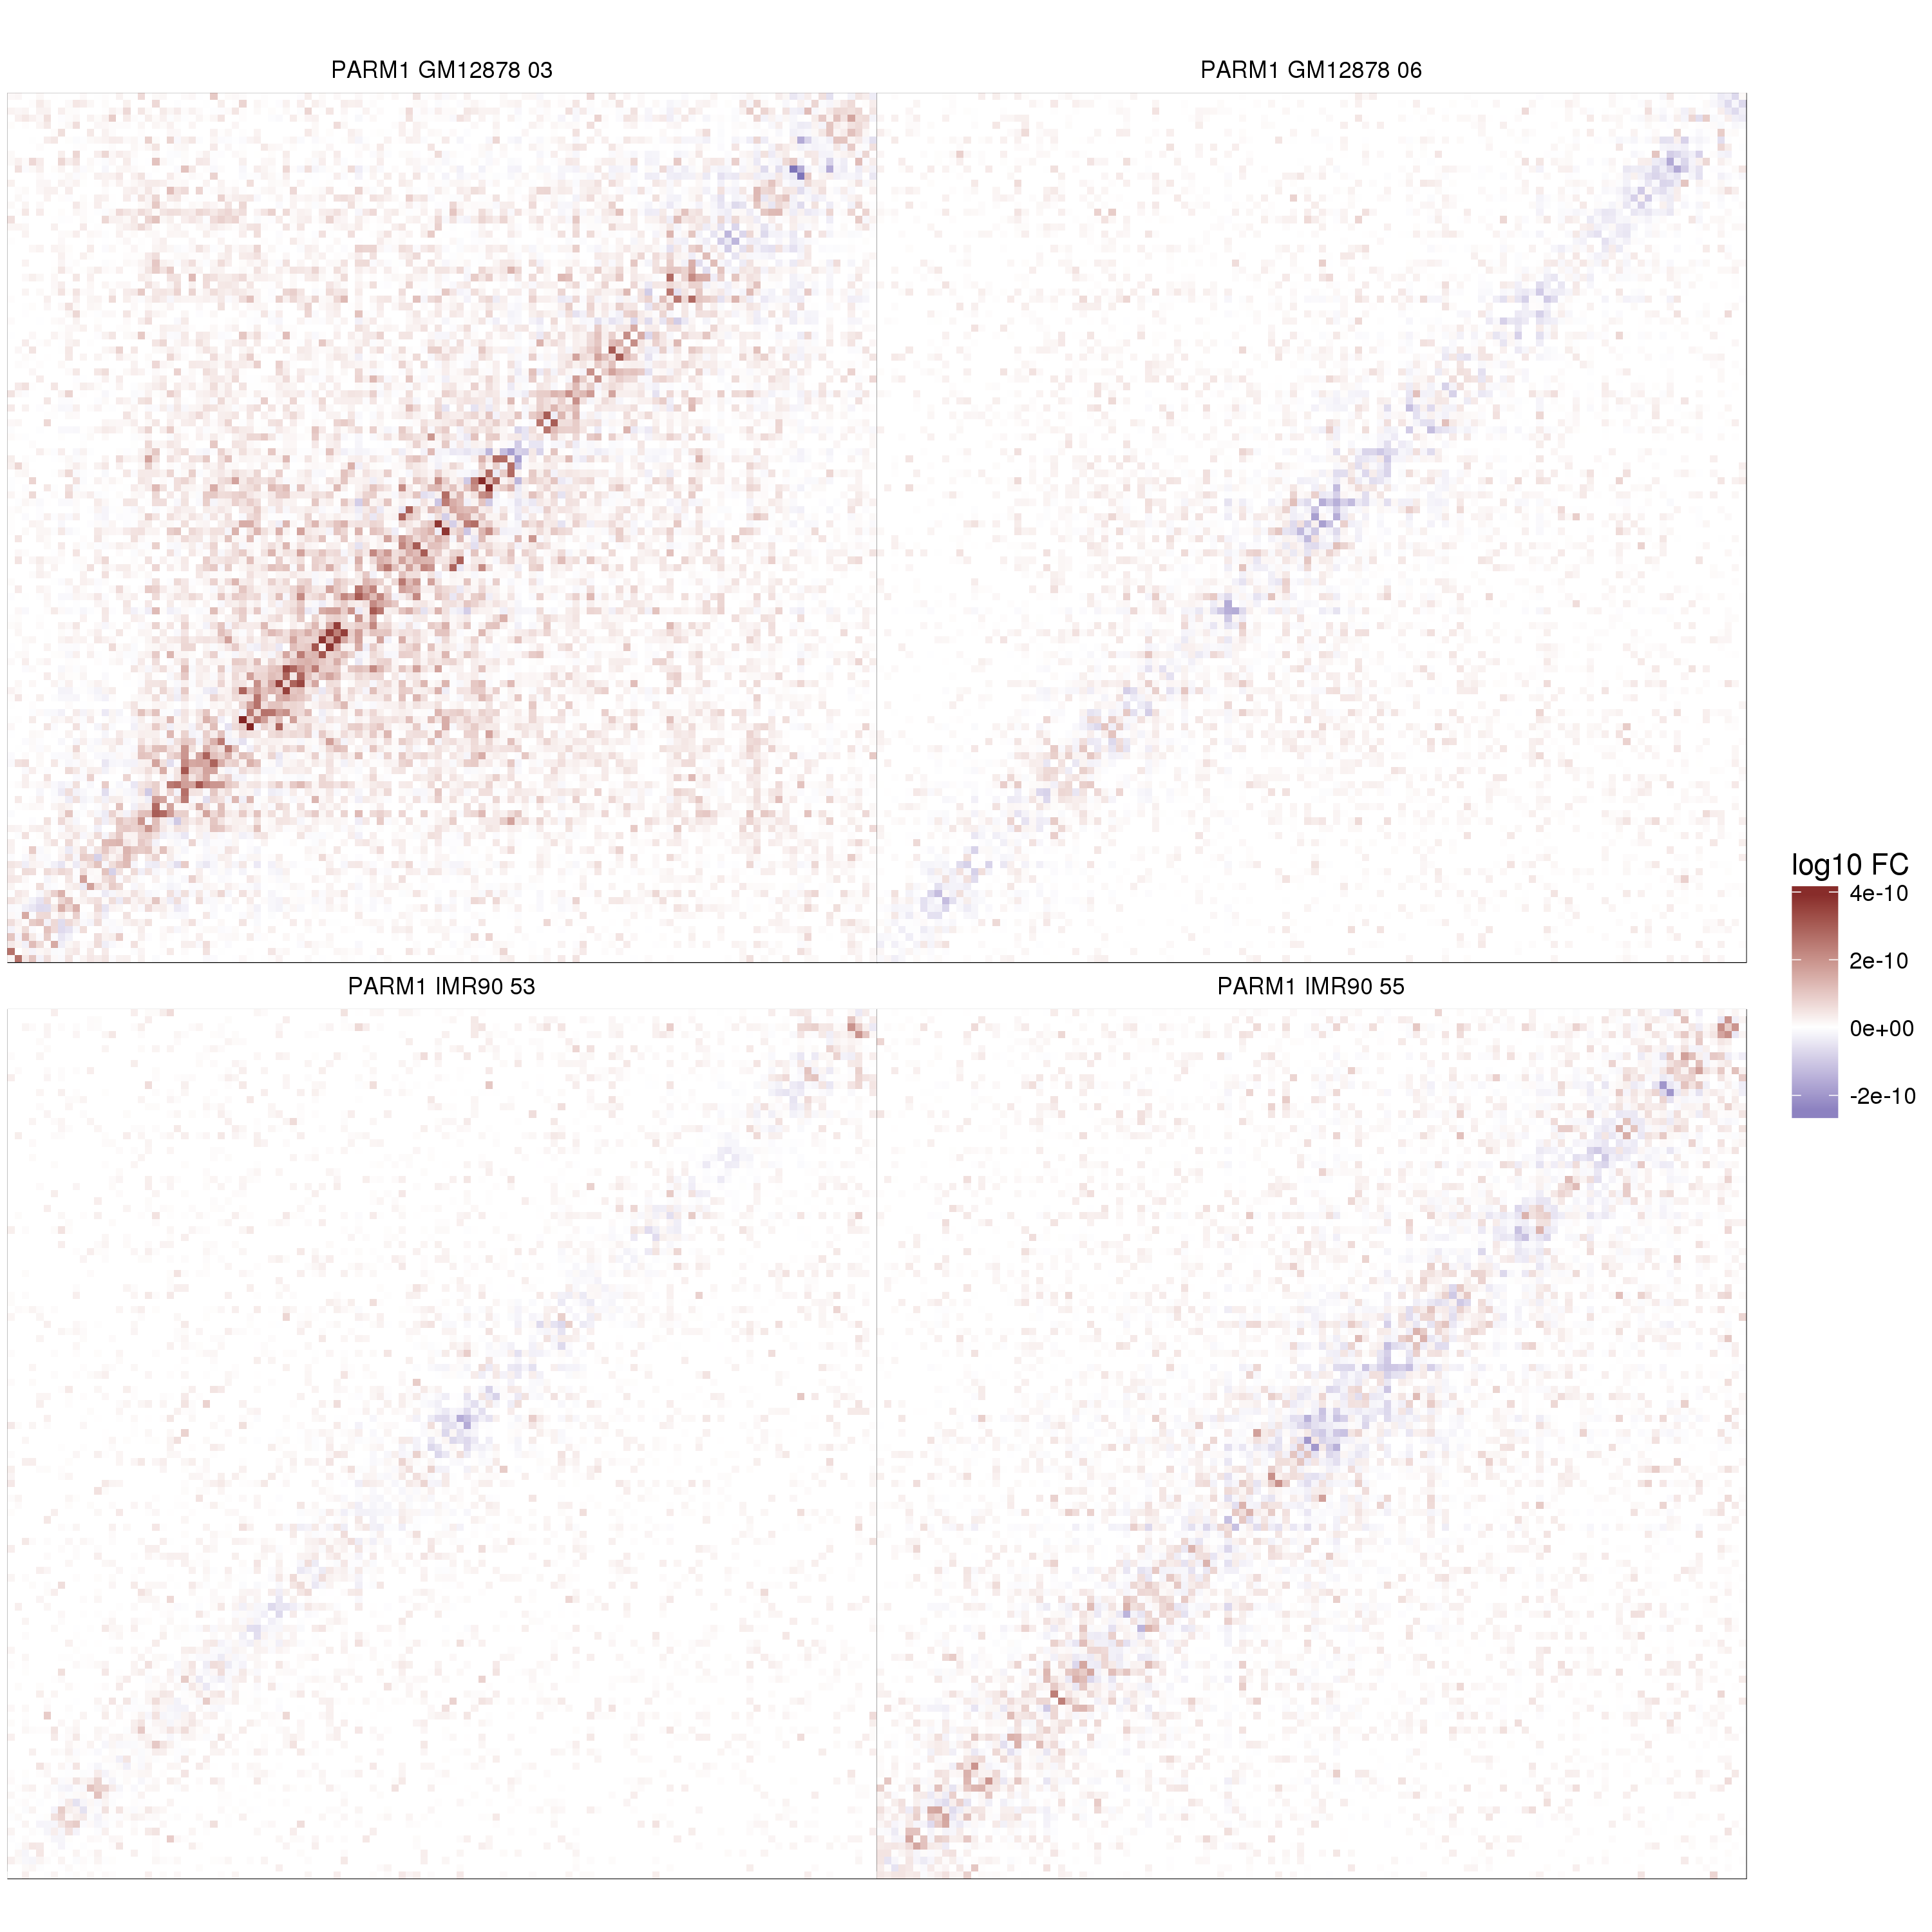 PARM1 GM12878 03
PARM1 GM12878 06
PARM1 IMR90 53
PARM1 IMR90 55
log10 FC
4e-10
2e-10
0e+00
-2e-10